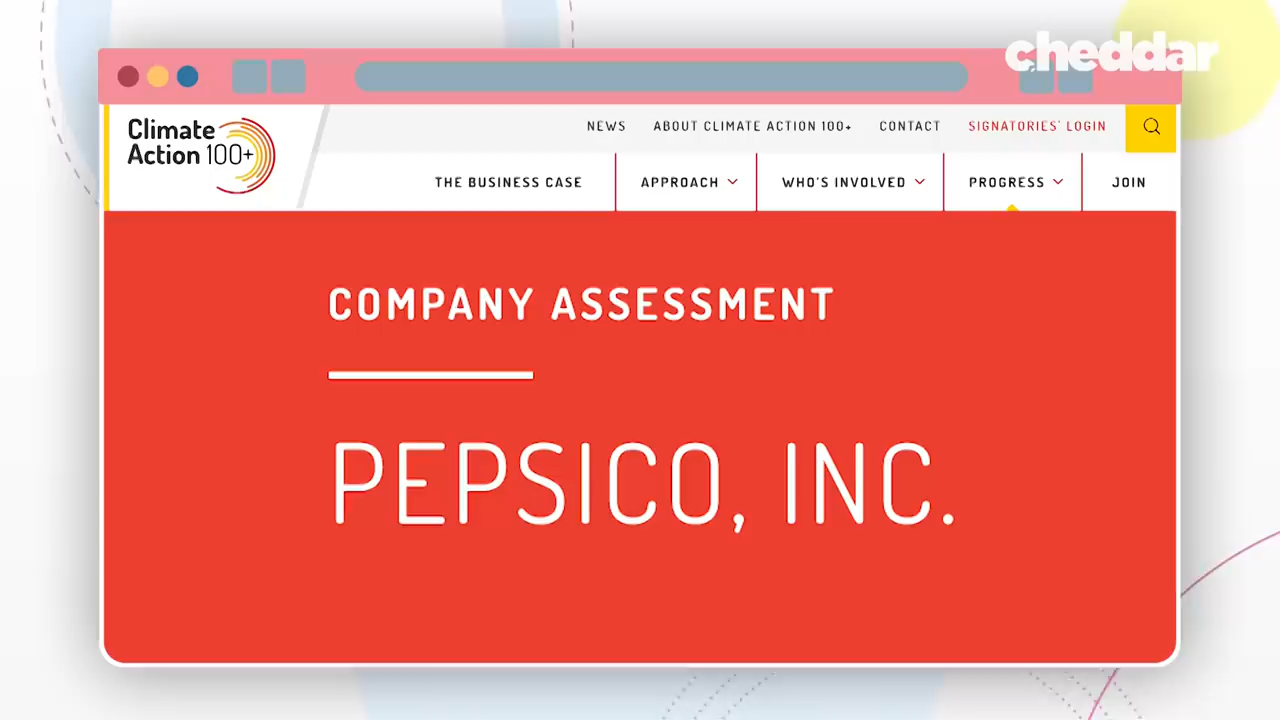 cheddar
Climate
Action 100+
NEWS ABOUT CLIMATE ACTION 100+ CONTACT SIGNATORIES' LOGIN
THE BUSINESS CASE APPROACH WHO'S INVOLVED PROGRESS JOIN
COMPANY ASSESSMENT
PEPSICO, INC.